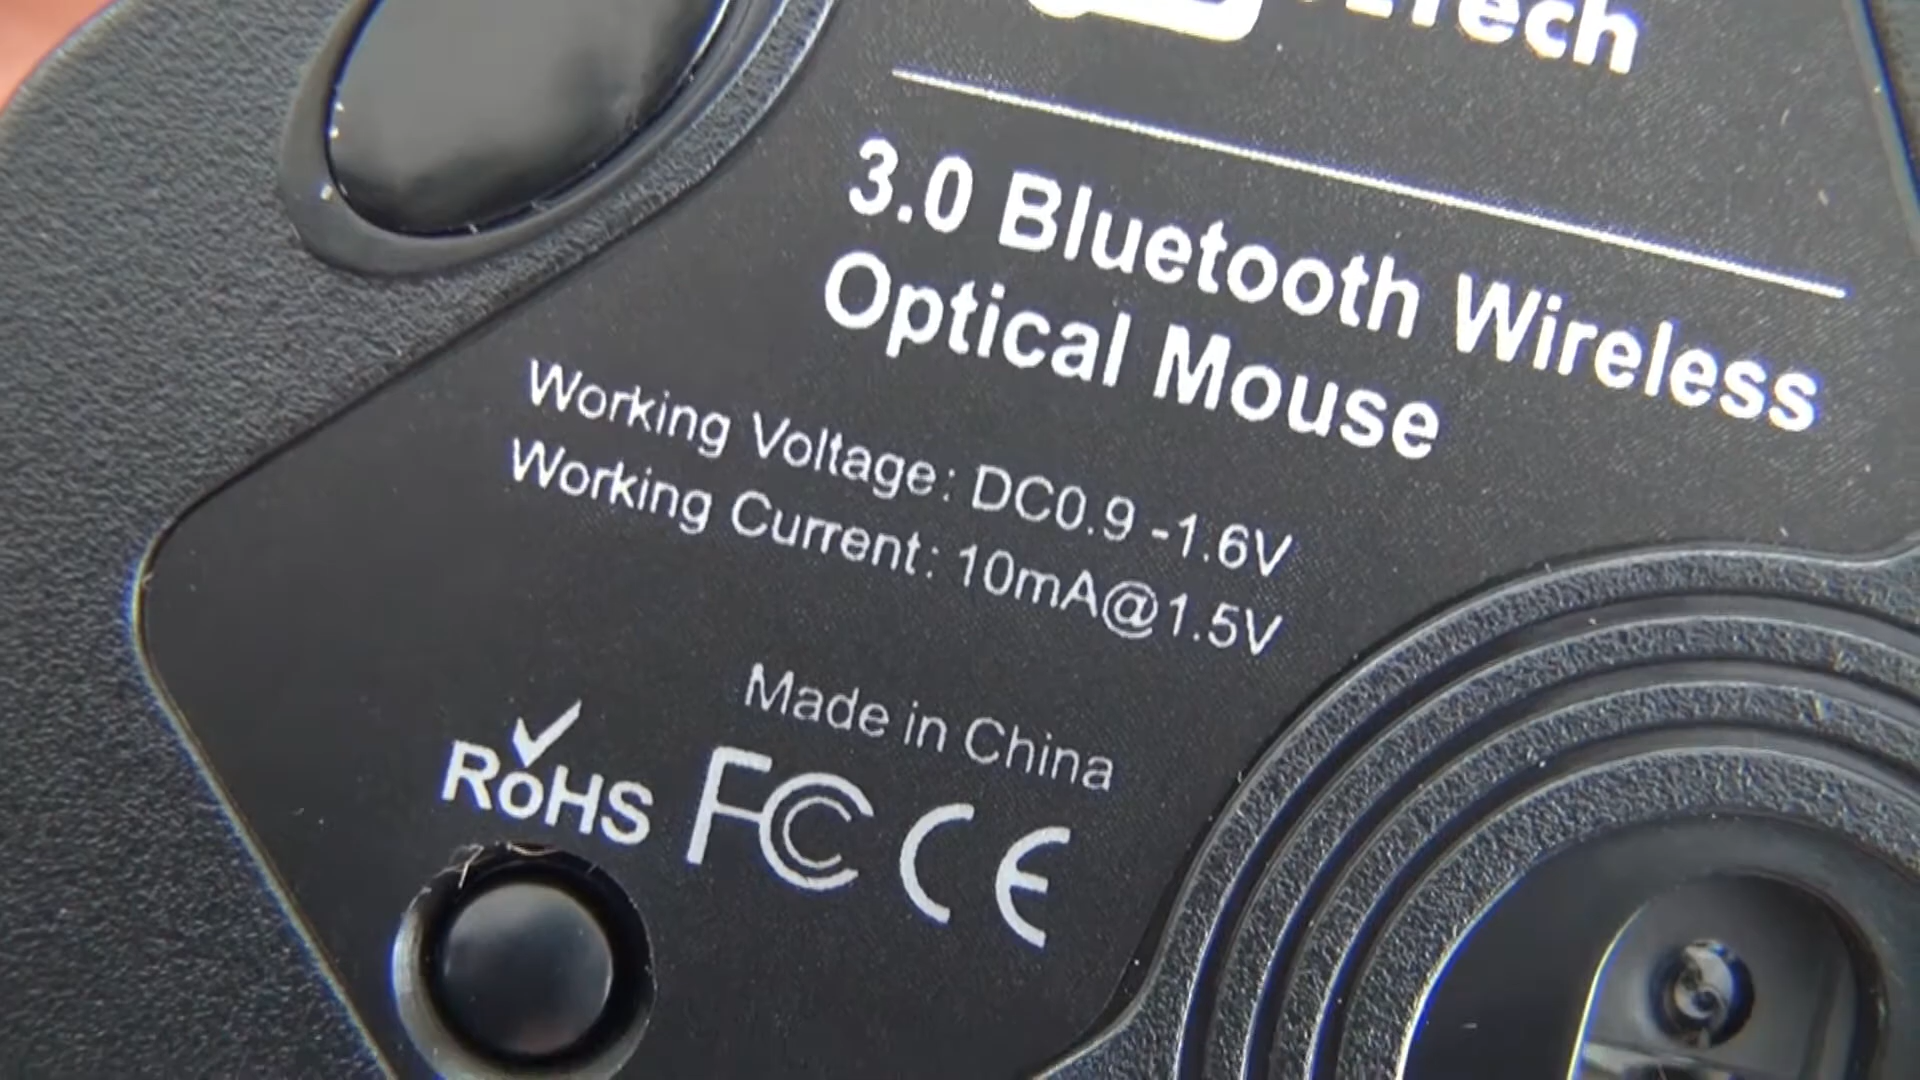 3.0 Bluetooth Wireless
Optical Mouse
Working Voltage: DC0.9 -1.6V
Working Current: 10mA@1.5V
Made in China
RoHS FC CE